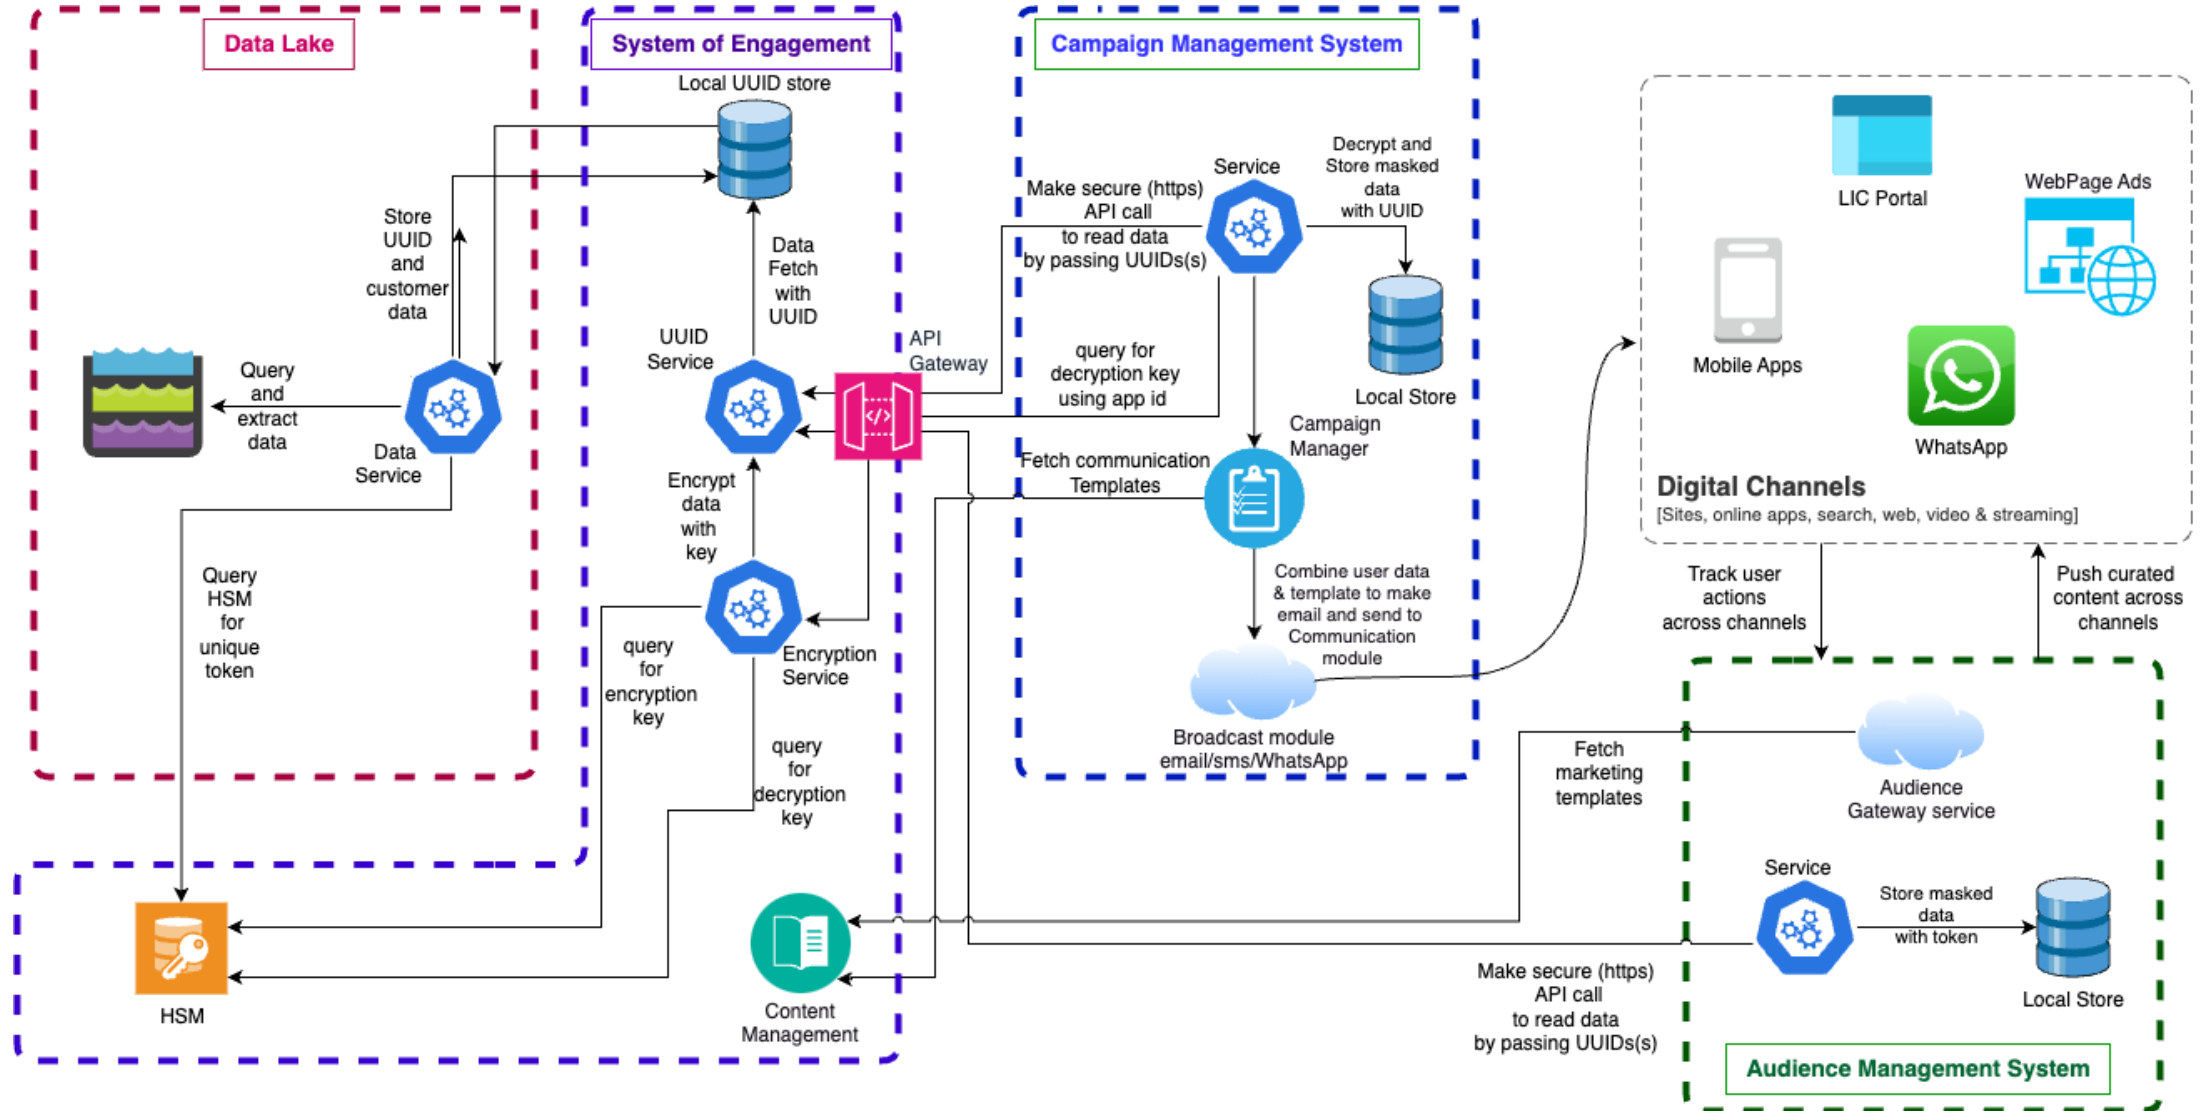 Data Lake
System of Engagement
Campaign Management System
Local UUID store
Store
UUID
and
customer
data
Query
and
extract
data
Data
Service
Query
HSM
for
unique
token
HSM
Data
Fetch
with
UUID
UUID
Service
API
Gateway
Encrypt
data
with
key
Encryption
Service
query
for
encryption
key
query
for
decryption
key
Content
Management
Service
Make secure (https)
API call
to read data
by passing UUIDs(s)
Decrypt and
Store masked
data
with UUID
Local Store
query for
decryption key
using app id
Campaign
Manager
Fetch communication
Templates
Combine user data
& template to make
email and send to
Communication
module
Broadcast module
email/sms/WhatsApp
LIC Portal
WebPage Ads
Mobile Apps
WhatsApp
Digital Channels
[Sites, online apps, search, web, video & streaming]
Track user
actions
across channels
Push curated
content across
channels
Fetch
marketing
templates
Audience
Gateway service
Service
Store masked
data
with token
Local Store
Make secure (https)
API call
to read data
by passing UUIDs(s)
Audience Management System